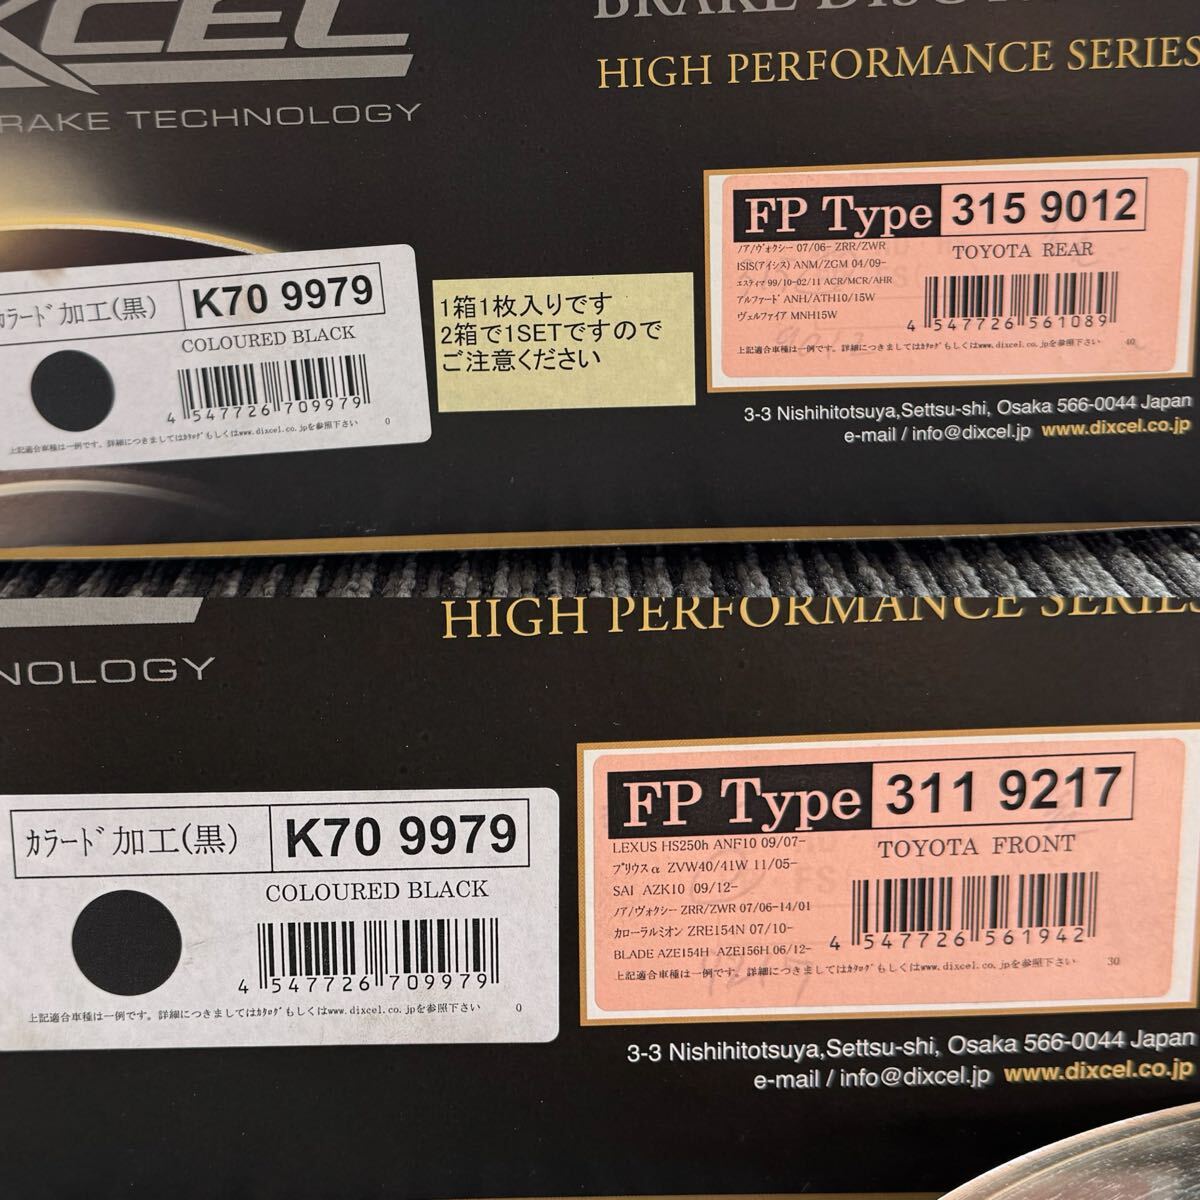 XCEL
BRAKE TECHNOLOGY
HIGH PERFORMANCE SERIES
カラード加工(黒) K70 9979
COLOURED BLACK
4 547726 709979
上記適合車種は一例です。詳細につきましてはカタログもしくはwww.dixcel.co.jpを参照下さい 0
1箱1枚入りです
2箱で1SETですので
ご注意ください
FP Type 315 9012
TOYOTA REAR
ノア/ヴォクシー 07/06- ZRR/ZWR
ISIS(アイシス) ANM/ZGM 04/09-
エスティマ 99/10-02/11 ACR/MCR/AHR
アルファード ANH/ATH10/15W
ヴェルファイア MNH15W
4 547726 561089
上記適合車種は一例です。詳細につきましてはカタログもしくはwww.dixcel.co.jpを参照下さい 40
3-3 Nishihitotsuya,Settsu-shi, Osaka 566-0044 Japan
e-mail / info@dixcel.jp www.dixcel.co.jp
HIGH PERFORMANCE SERIES
NOLOGY
カラード加工(黒) K70 9979
COLOURED BLACK
4 547726 709979
上記適合車種は一例です。詳細につきましてはカタログもしくはwww.dixcel.co.jpを参照下さい 0
FP Type 311 9217
TOYOTA FRONT
LEXUS HS250h ANF10 09/07-
プリウスα ZVW40/41W 11/05-
SAI AZK10 09/12-
ノア/ヴォクシー ZRR/ZWR 07/06-14/01
カローラルミオン ZRE154N 07/10-
BLADE AZE154H AZE156H 06/12-
4 547726 561942
上記適合車種は一例です。詳細につきましてはカタログもしくはwww.dixcel.co.jpを参照下さい 30
9217
3-3 Nishihitotsuya,Settsu-shi, Osaka 566-0044 Japan
e-mail / info@dixcel.jp www.dixcel.co.jp